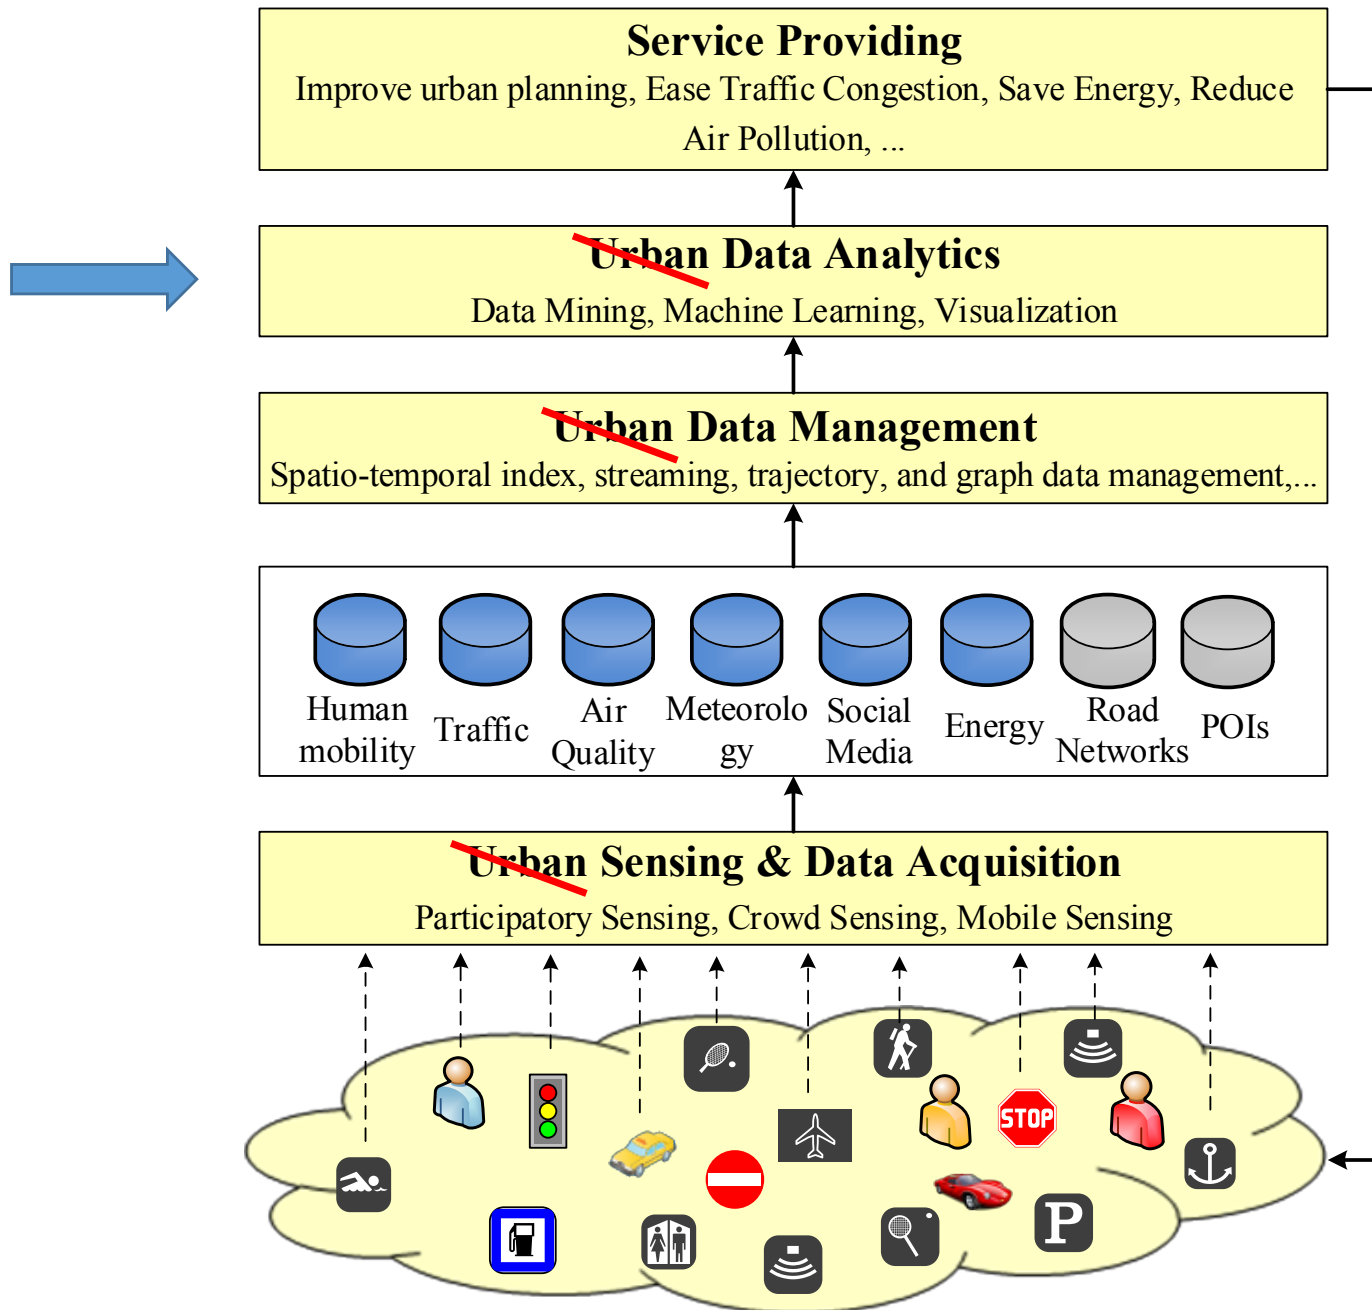 Service Providing
Improve urban planning, Ease Traffic Congestion, Save Energy, Reduce
Air Pollution, ...
Urban Data Analytics
Data Mining, Machine Learning, Visualization
Urban Data Management
Spatio-temporal index, streaming, trajectory, and graph data management,...
Human
mobility
Traffic
Air
Quality
Meteorolo
gy
Social
Media
Energy
Road
Networks
POIs
Urban Sensing & Data Acquisition
Participatory Sensing, Crowd Sensing, Mobile Sensing
STOP
P